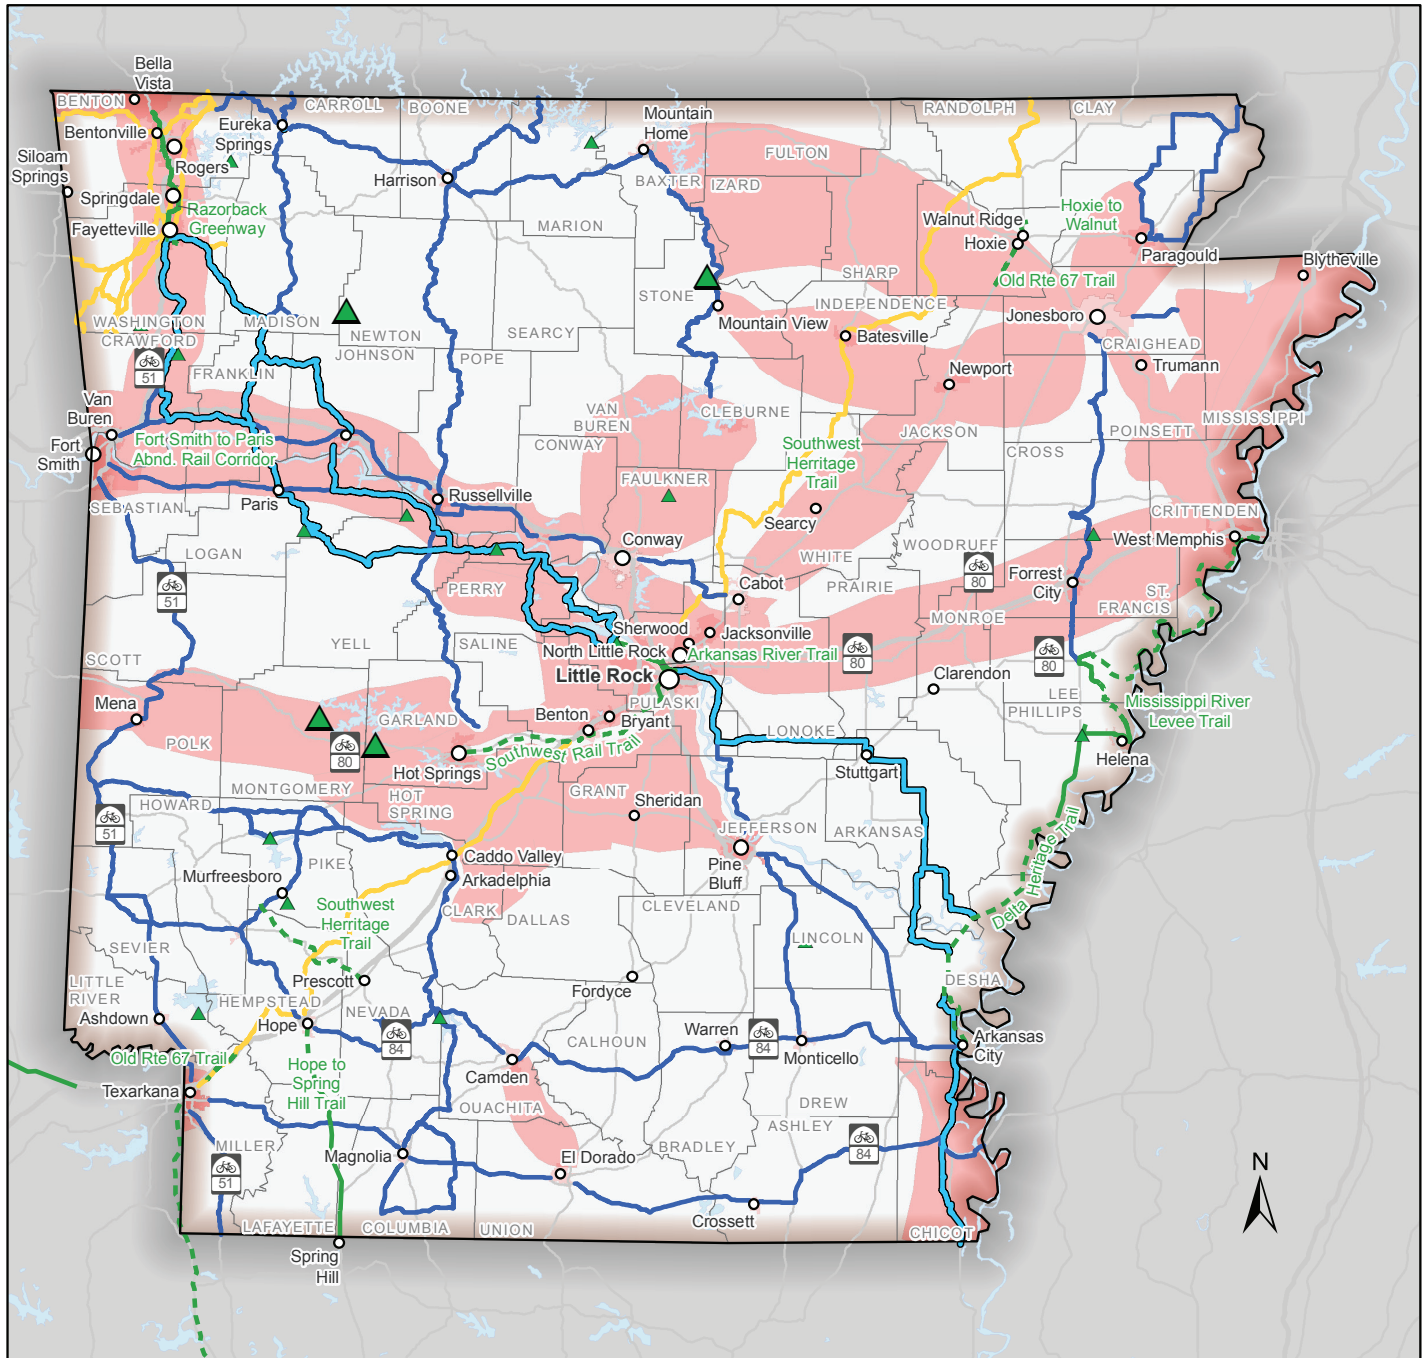 Bella
Vista
BENTON
CARROLL
BOONE
RANDOLPH
CLAY
Bentonville
Eureka
Springs
Mountain
Home
Siloam
Springs
Rogers
FULTON
Harrison
BAXTER
IZARD
Springdale
Razorback
Greenway
Hoxie to
Walnut
Fayetteville
MARION
Walnut Ridge
Hoxie
Paragould
Blytheville
SHARP
Old Rte 67 Trail
STONE
INDEPENDENCE
WASHINGTON
MADISON
Mountain View
Jonesboro
CRAWFORD
NEWTON
SEARCY
Batesville
CRAIGHEAD
JOHNSON
POPE
51
FRANKLIN
Newport
Trumann
Van
Buren
VAN
BUREN
CLEBURNE
MISSISSIPPI
Fort
Smith
Fort Smith to Paris
Abnd. Rail Corridor
CONWAY
Southwest
Herritage
Trail
JACKSON
POINSETT
CROSS
FAULKNER
Paris
Russellville
SEBASTIAN
Searcy
CRITTENDEN
LOGAN
Conway
WHITE
WOODRUFF
West Memphis
51
PERRY
Cabot
PRAIRIE
80
Forrest
City
ST.
FRANCIS
MONROE
YELL
SALINE
Sherwood
Jacksonville
North Little Rock
Arkansas River Trail
80
80
SCOTT
Little Rock
Clarendon
LEE
Mena
PULASKI
PHILLIPS
Mississippi River
Levee Trail
GARLAND
Benton
Bryant
POLK
80
Southwest Rail Trail
LONOKE
Hot Springs
Stuttgart
Helena
MONTGOMERY
HOT
SPRING
GRANT
HOWARD
Sheridan
51
JEFFERSON
ARKANSAS
PIKE
Caddo Valley
Pine
Bluff
Delta Heritage Trail
Murfreesboro
Arkadelphia
Southwest
Herritage
Trail
CLARK
DALLAS
CLEVELAND
SEVIER
LINCOLN
LITTLE
RIVER
Prescott
Fordyce
DESHA
HEMPSTEAD
NEVADA
Ashdown
Hope
84
Warren
84
Arkansas
City
CALHOUN
Monticello
Old Rte 67 Trail
Hope to
Spring
Hill Trail
Camden
Texarkana
OUACHITA
DREW
ASHLEY
MILLER
Magnolia
El Dorado
BRADLEY
84
51
N
LAFAYETTE
COLUMBIA
UNION
Crossett
CHICOT
Spring
Hill